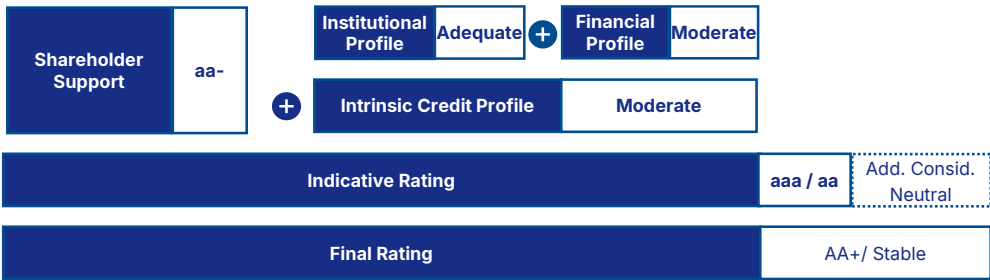 Shareholder
Support
aa-
Institutional
Profile
Adequate
Financial
Profile
Moderate
Intrinsic Credit Profile
Moderate
Indicative Rating
aaa / aa
Add. Consid.
Neutral
Final Rating
AA+/ Stable